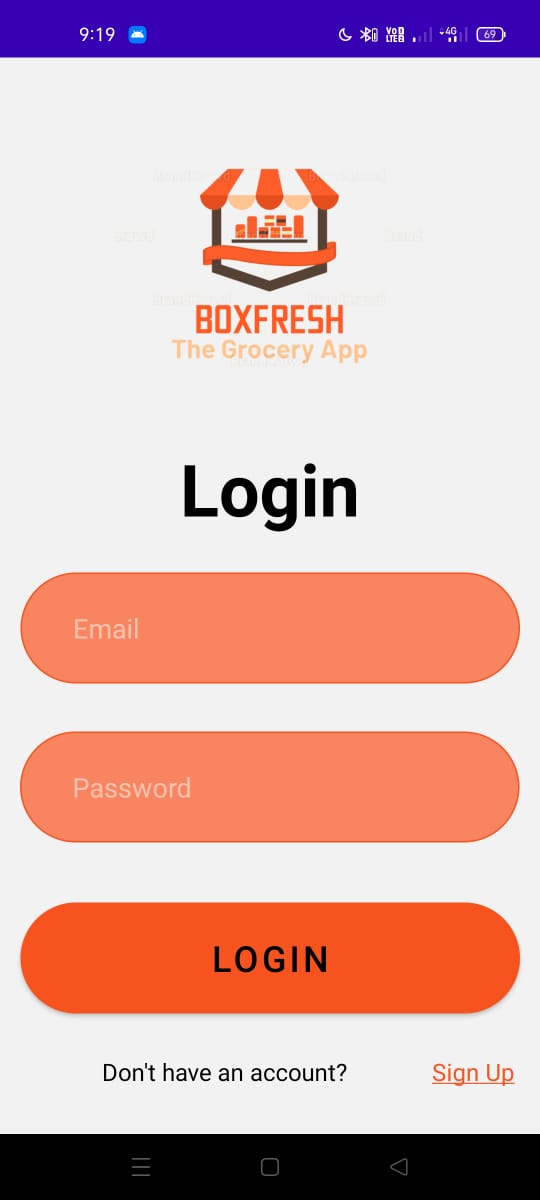 9:19
VoD LTE 4G 69
BOXFRESH
The Grocery App
Login
Email
Password
LOGIN
Don't have an account? Sign Up